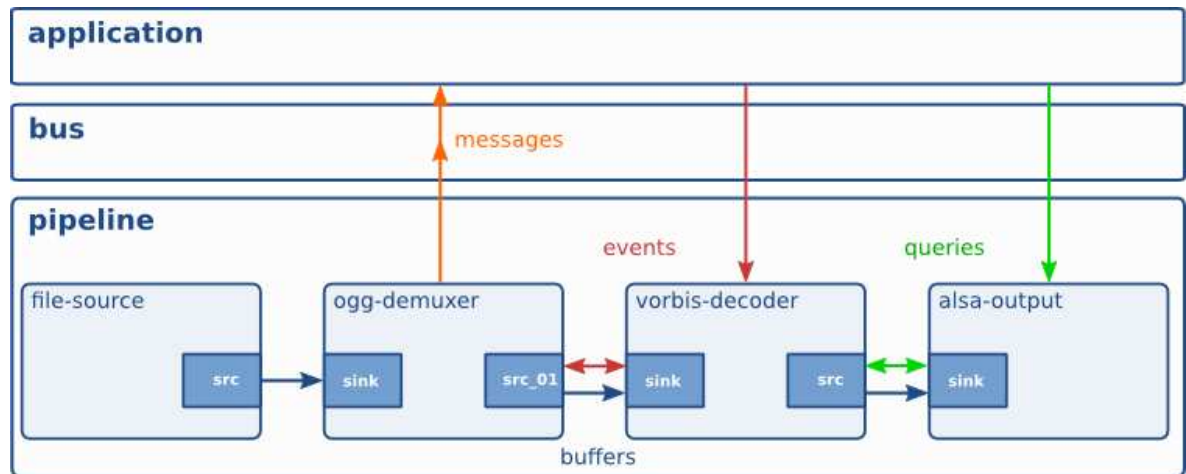 application
bus
messages
pipeline
events
queries
file-source
ogg-demuxer
vorbis-decoder
alsa-output
src
sink
src_01
sink
src
sink
buffers